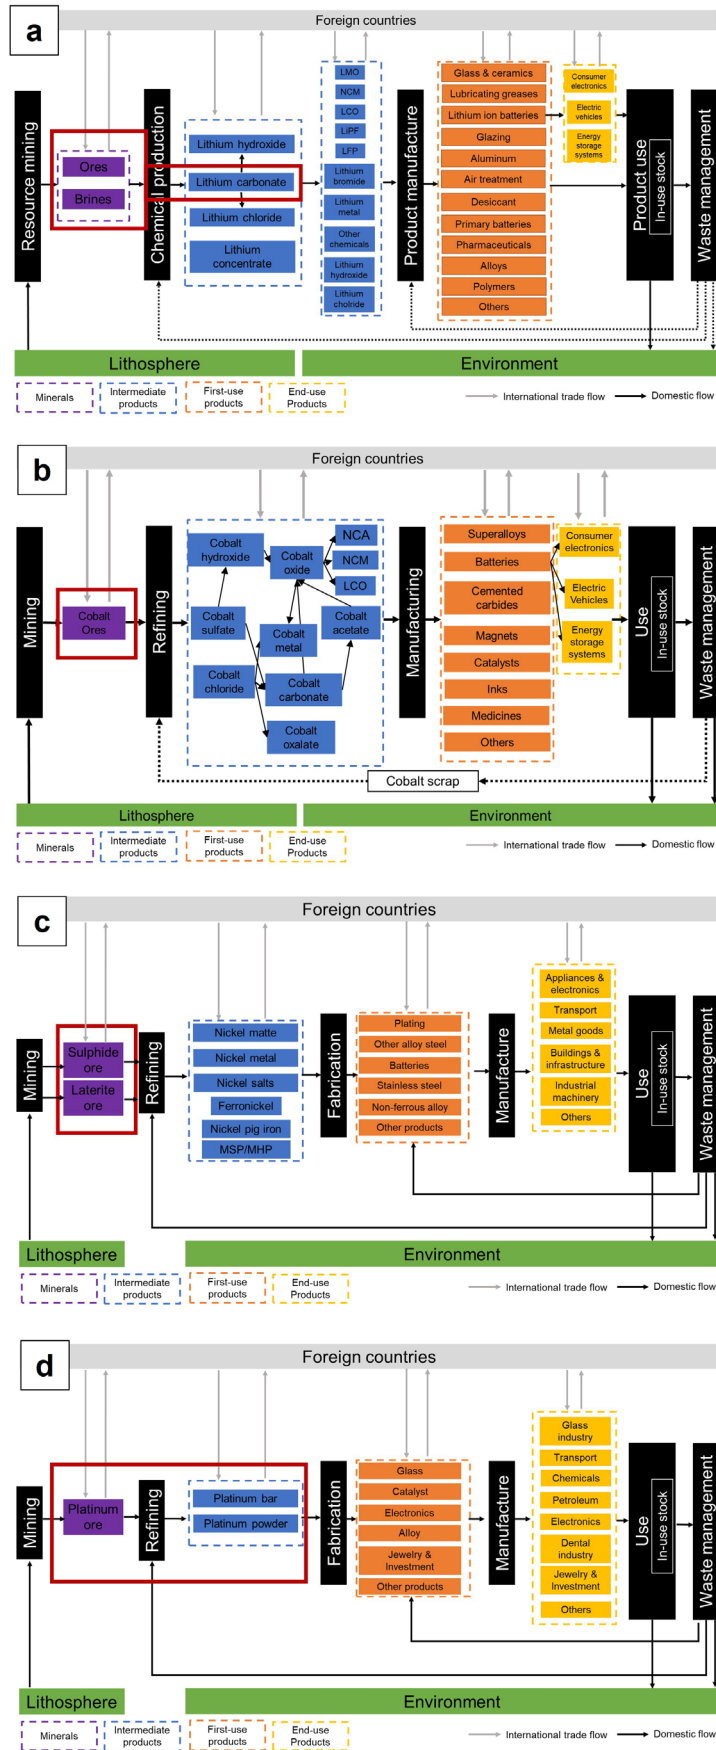 a
Foreign countries
Resource mining
Ores
Brines
Chemical production
Lithium hydroxide
Lithium carbonate
Lithium chloride
Lithium
concentrate
LMO
NCM
LCO
LiPF
LFP
Lithium
bromide
Lithium
metal
Other
chemicals
Lithium
hydroxide
Lithium
cholride
Product manufacture
Glass & ceramics
Lubricating greases
Lithium ion batteries
Glazing
Aluminum
Air treatment
Desiccant
Primary batteries
Pharmaceuticals
Alloys
Polymers
Others
Consumer
electronics
Electric
vehicles
Energy
storage
systems
Product use
In-use stock
Waste management
Lithosphere
Environment
Minerals
Intermediate
products
First-use
products
End-use
Products
International trade flow
Domestic flow
b
Foreign countries
Mining
Cobalt
Ores
Refining
Cobalt
hydroxide
Cobalt
oxide
NCA
NCM
LCO
Cobalt
sulfate
Cobalt
metal
Cobalt
acetate
Cobalt
chloride
Cobalt
carbonate
Cobalt
oxalate
Manufacturing
Superalloys
Batteries
Cemented
carbides
Magnets
Catalysts
Inks
Medicines
Others
Consumer
electronics
Electric
Vehicles
Energy
storage
systems
Use
In-use stock
Waste management
Cobalt scrap
Lithosphere
Environment
Minerals
Intermediate
products
First-use
products
End-use
Products
International trade flow
Domestic flow
c
Foreign countries
Mining
Sulphide
ore
Laterite
ore
Refining
Nickel matte
Nickel metal
Nickel salts
Ferronickel
Nickel pig iron
MSP/MHP
Fabrication
Plating
Other alloy steel
Batteries
Stainless steel
Non-ferrous alloy
Other products
Manufacture
Appliances &
electronics
Transport
Metal goods
Buildings &
infrastructure
Industrial
machinery
Others
Use
In-use stock
Waste management
Lithosphere
Environment
Minerals
Intermediate
products
First-use
products
End-use
Products
International trade flow
Domestic flow
d
Foreign countries
Mining
Platinum
ore
Refining
Platinum bar
Platinum powder
Fabrication
Glass
Catalyst
Electronics
Alloy
Jewelry &
Investment
Other products
Manufacture
Glass
industry
Transport
Chemicals
Petroleum
Electronics
Dental
industry
Jewelry &
Investment
Others
Use
In-use stock
Waste management
Lithosphere
Environment
Minerals
Intermediate
products
First-use
products
End-use
Products
International trade flow
Domestic flow